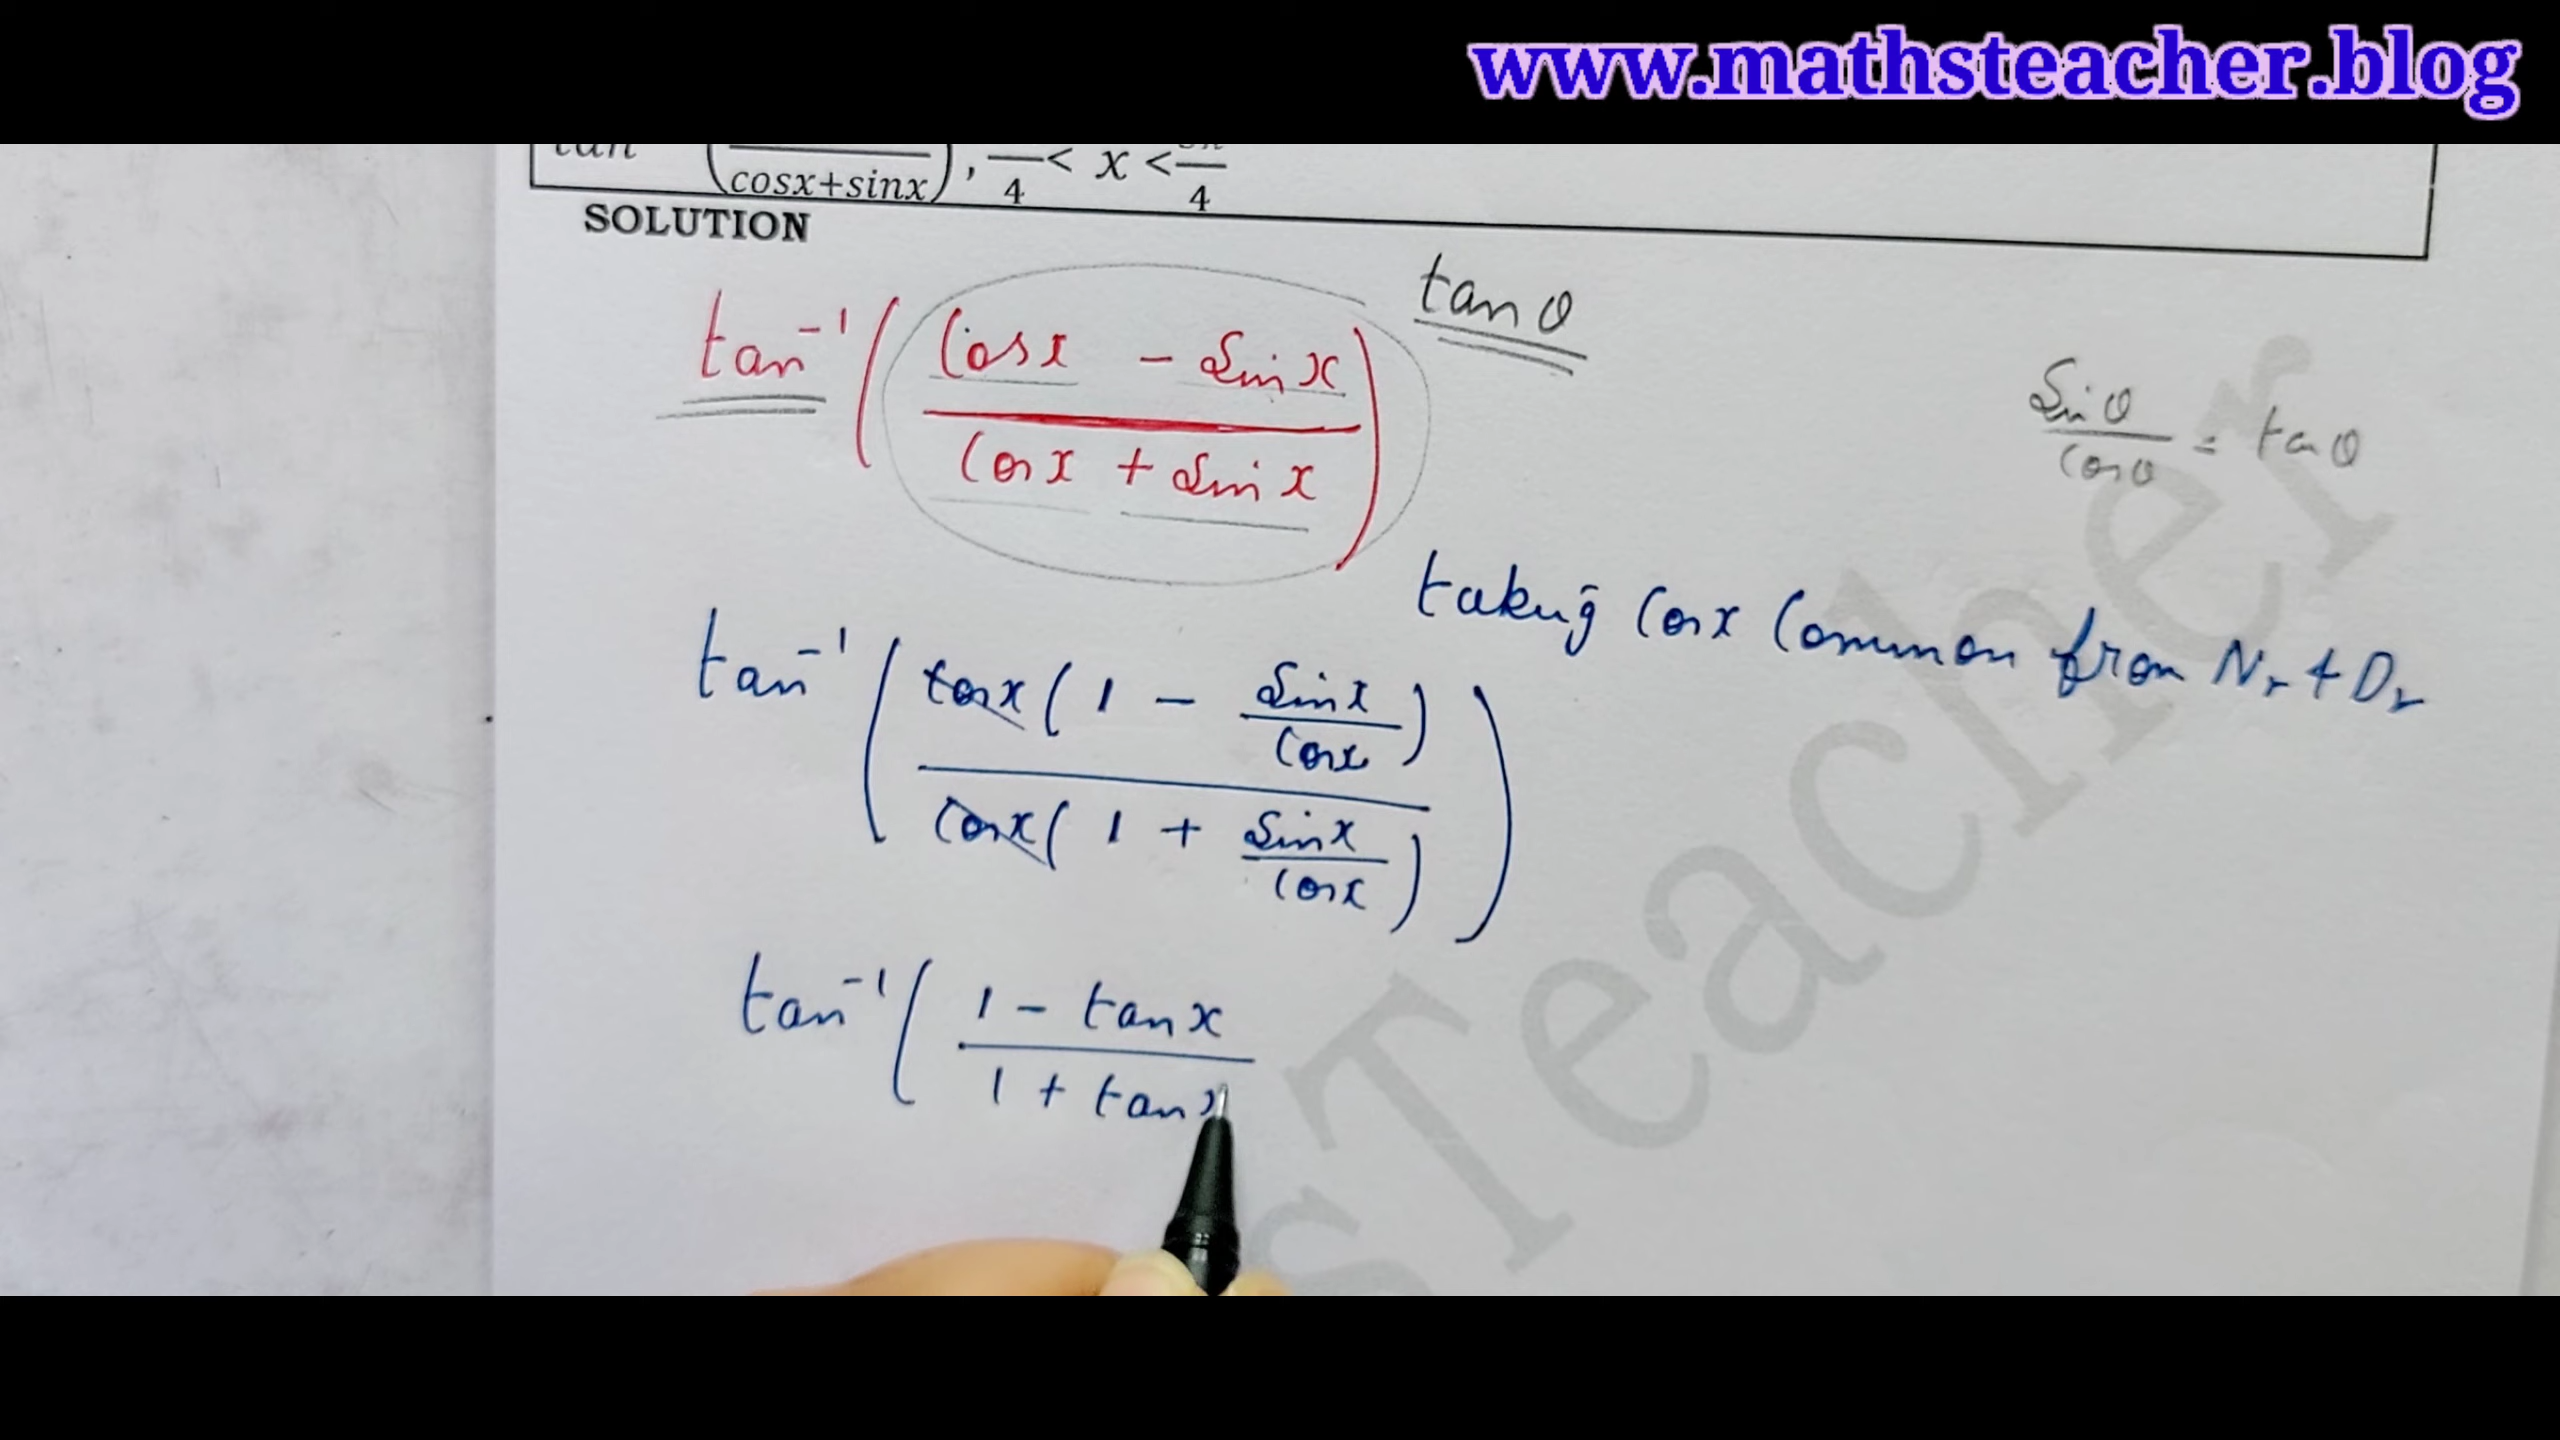 www.mathsteacher.blog
cosx+sinx), —/4 < x < —/4
SOLUTION
tan⁻¹ ( (Cosx - Sinx) / (Cosx + Sinx) ) tanθ
Sinθ/Cosθ = tanθ
taking Cosx Common from Nr + Dr
tan⁻¹ ( Cosx(1 - Sinx/Cosx) / Cosx(1 + Sinx/Cosx) )
tan⁻¹ ( (1 - tanx) / (1 + tanx
sTeacher